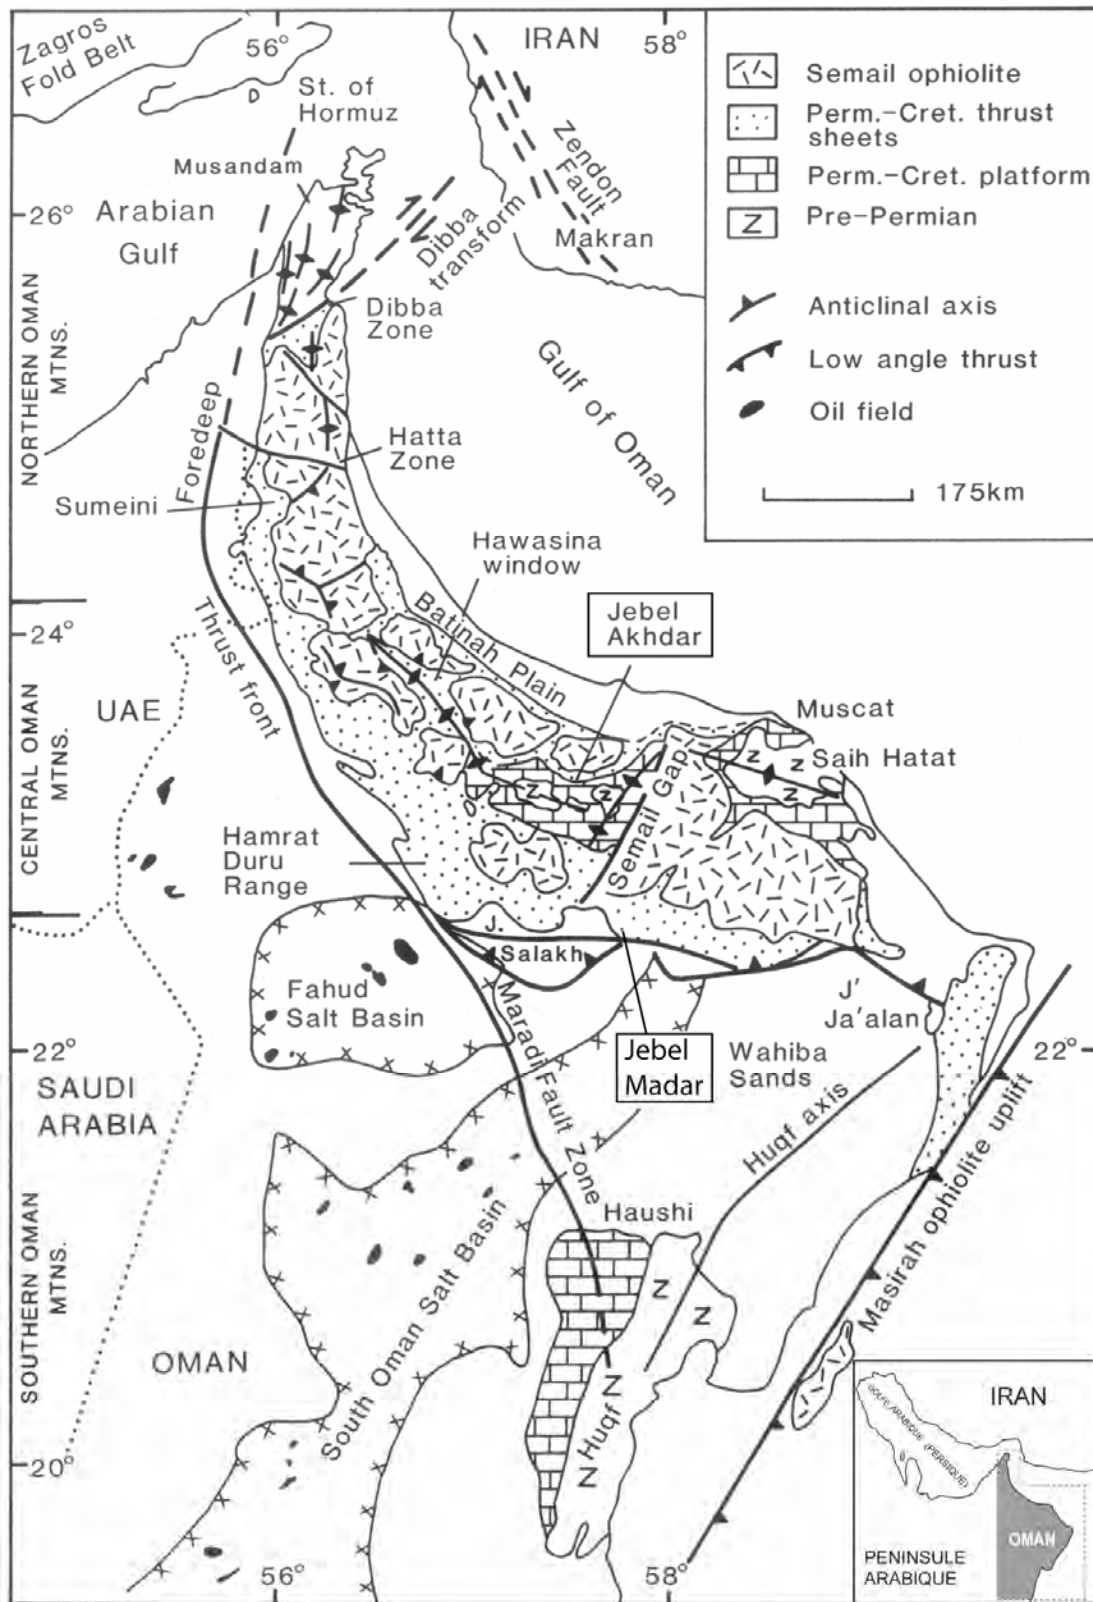 Zagros
Fold Belt
56°
IRAN
58°
St. of
Hormuz
Musandam
26°
Arabian
Gulf
Zendon
Fault
Makran
Dibba
transform
Dibba
Zone
Semail ophiolite
Perm.-Cret. thrust
sheets
Perm.-Cret. platform
Z
Pre-Permian
Anticlinal axis
Low angle thrust
Oil field
175km
NORTHERN OMAN
MTNS.
Foredeep
Hatta
Zone
Sumeini
Gulf of Oman
Hawasina
window
Batinah Plain
Jebel
Akhdar
24°
Thrust front
UAE
Muscat
Saih Hatat
Z
Z
Z
Z
Z
Semail Gap
CENTRAL OMAN
MTNS.
Hamrat
Duru
Range
J.
Salakh
Fahud
Salt Basin
Maradi Fault Zone
Jebel
Madar
Wahiba
Sands
J'
Ja'alan
22°
22°
SAUDI
ARABIA
Huqf axis
Masirah ophiolite uplift
Haushi
Z
Z
Z
Z
Huqf
South Oman Salt Basin
SOUTHERN OMAN
MTNS.
OMAN
20°
56°
58°
IRAN
GOLFE ARABIQUE (PERSIQUE)
OMAN
PENINSULE
ARABIQUE